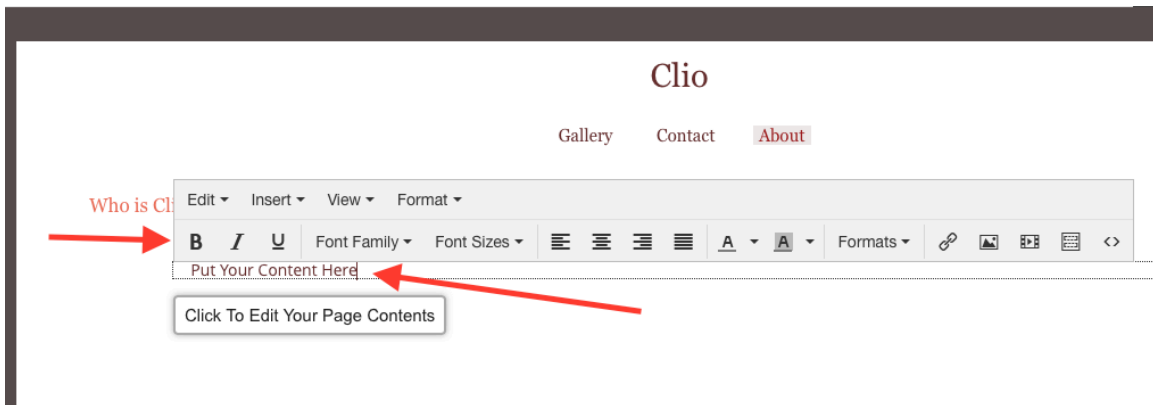 Clio
Gallery Contact About
Who is Cli
Edit Insert View Format
B I U Font Family Font Sizes A A Formats <>
Put Your Content Here
Click To Edit Your Page Contents